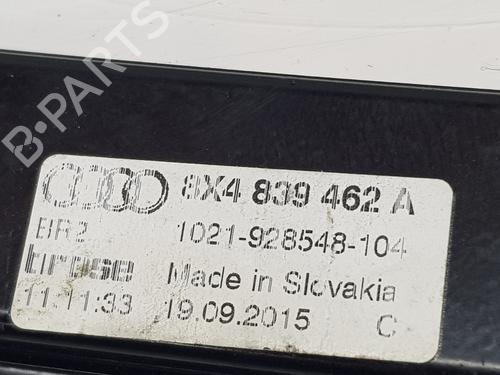 B-PARTS
8X4 839 462 A
BR2 1021-928548-104
brose Made in Slovakia
11:11:33 19.09.2015 C